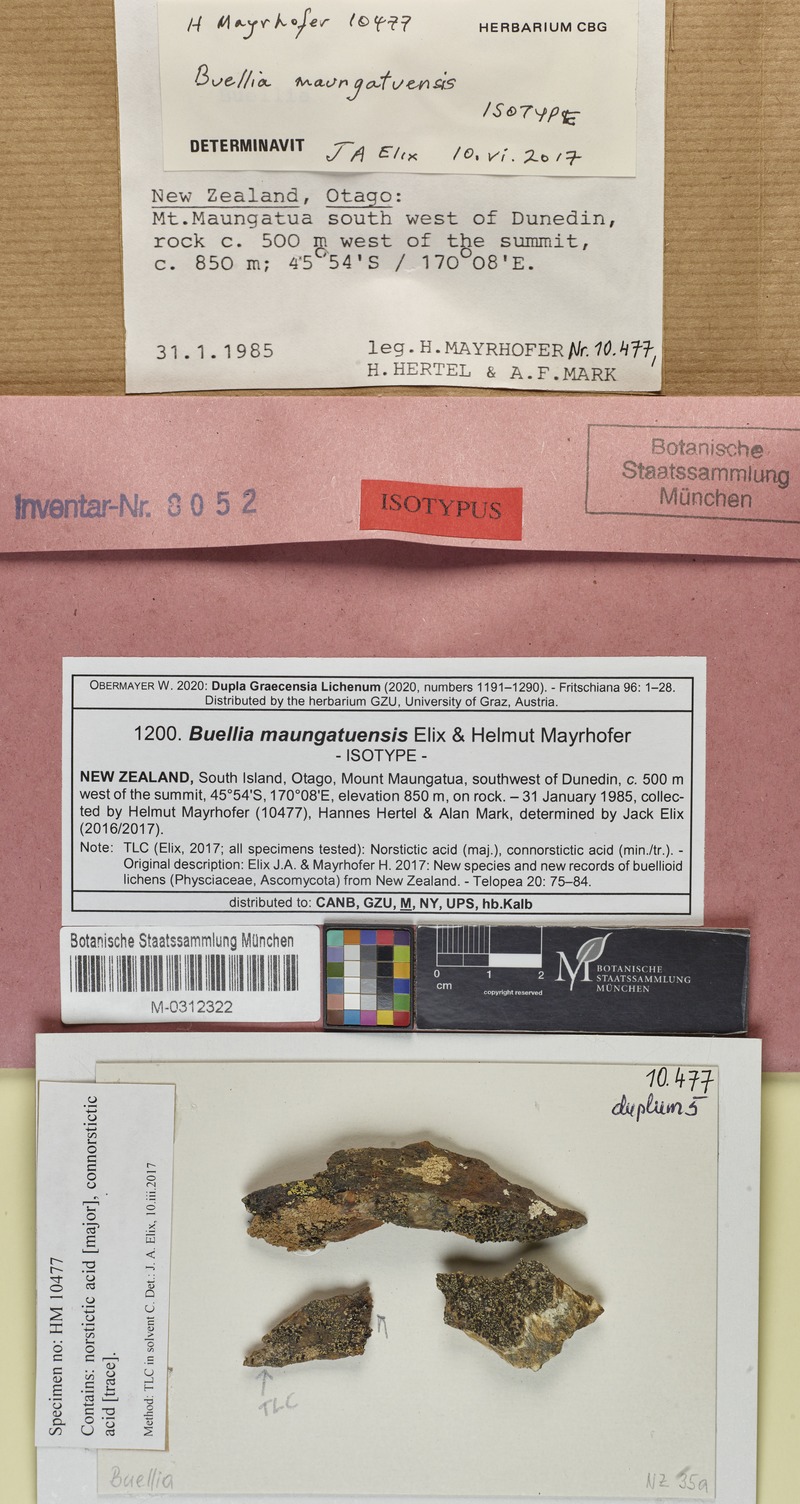 H Mayrhofer 10477
HERBARIUM CBG
Buellia maungatuensis
ISOTYPE
DETERMINAVIT JA Elix 10.vi.2017
New Zealand, Otago:
Mt.Maungatua south west of Dunedin,
rock c. 500 m west of the summit,
c. 850 m; 45°54'S / 170°08'E.
31.1.1985
leg.H.MAYRHOFER Nr.10.477,
H.HERTEL & A.F.MARK
Botanische
Staatssammlung
München
Inventar-Nr. 0052
ISOTYPUS
OBERMAYER W. 2020: Dupla Graecensia Lichenum (2020, numbers 1191–1290). - Fritschiana 96: 1–28.
Distributed by the herbarium GZU, University of Graz, Austria.
1200. Buellia maungatuensis Elix & Helmut Mayrhofer
- ISOTYPE -
NEW ZEALAND, South Island, Otago, Mount Maungatua, southwest of Dunedin, c. 500 m
west of the summit, 45°54'S, 170°08'E, elevation 850 m, on rock. – 31 January 1985, collec-
ted by Helmut Mayrhofer (10477), Hannes Hertel & Alan Mark, determined by Jack Elix
(2016/2017).
Note: TLC (Elix, 2017; all specimens tested): Norstictic acid (maj.), connorstictic acid (min./tr.). -
Original description: Elix J.A. & Mayrhofer H. 2017: New species and new records of buellioid
lichens (Physciaceae, Ascomycota) from New Zealand. - Telopea 20: 75–84.
distributed to: CANB, GZU, M, NY, UPS, hb.Kalb
Botanische Staatssammlung München
M-0312322
0 1 2
cm
copyright reserved
M
BOTANISCHE
STAATSSAMMLUNG
MÜNCHEN
10.477
duplum 5
Specimen no: HM 10477
Contains: norstictic acid [major], connorstictic
acid [trace].
Method: TLC in solvent C. Det.: J. A. Elix, 10.iii.2017
TLC
Buellia
NZ 35a